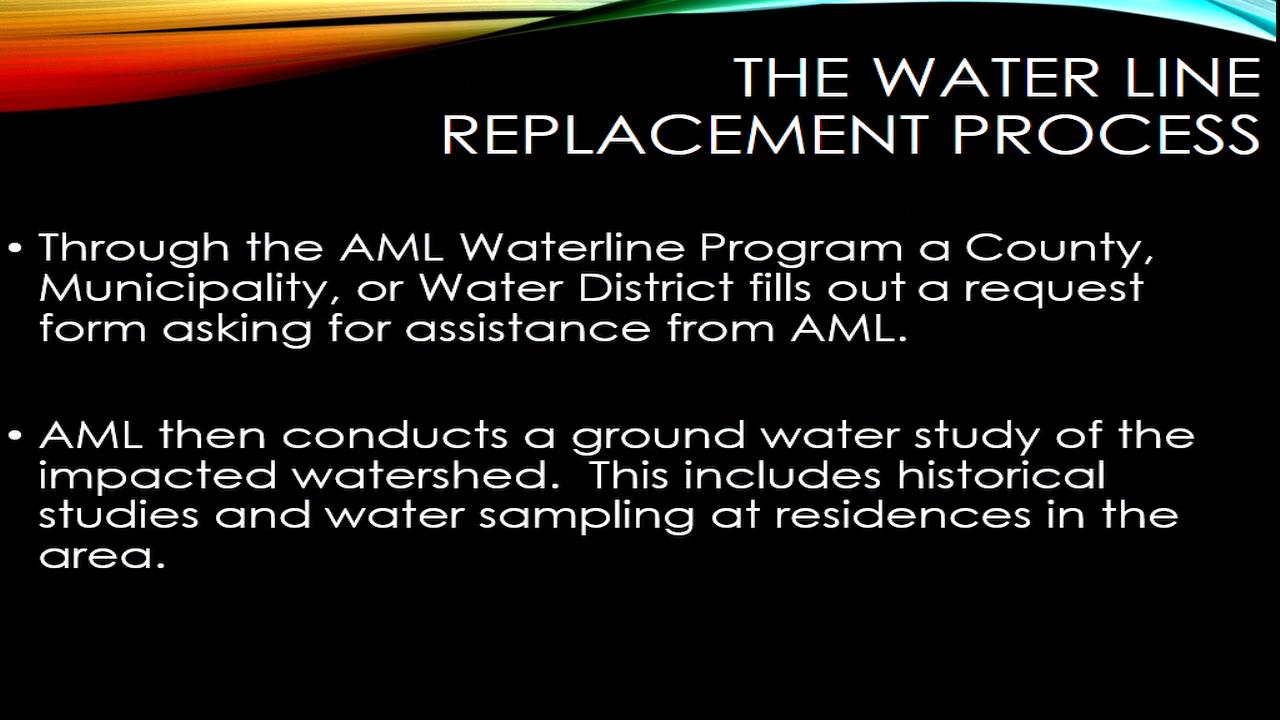 THE WATER LINE
REPLACEMENT PROCESS
• Through the AML Waterline Program a County,
Municipality, or Water District fills out a request
form asking for assistance from AML.
• AML then conducts a ground water study of the
impacted watershed.  This includes historical
studies and water sampling at residences in the
area.